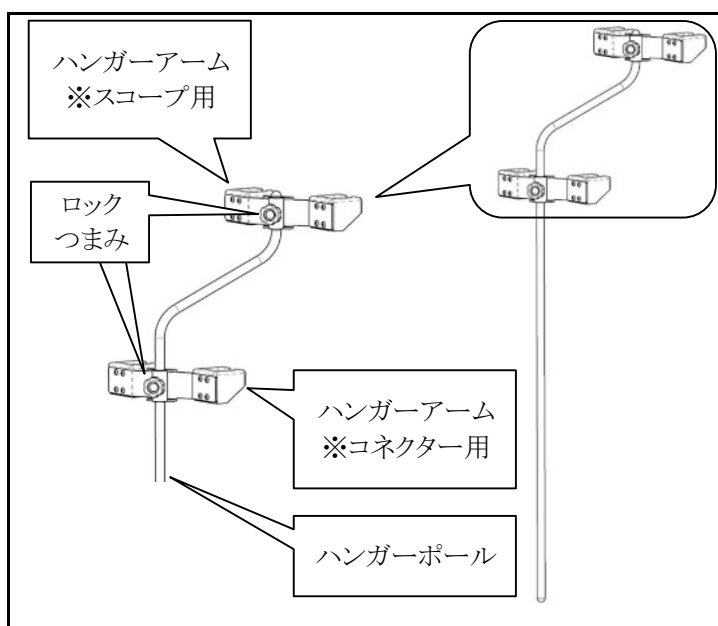 ハンガーアーム
※スコープ用
ロック
つまみ
ハンガーアーム
※コネクター用
ハンガーポール